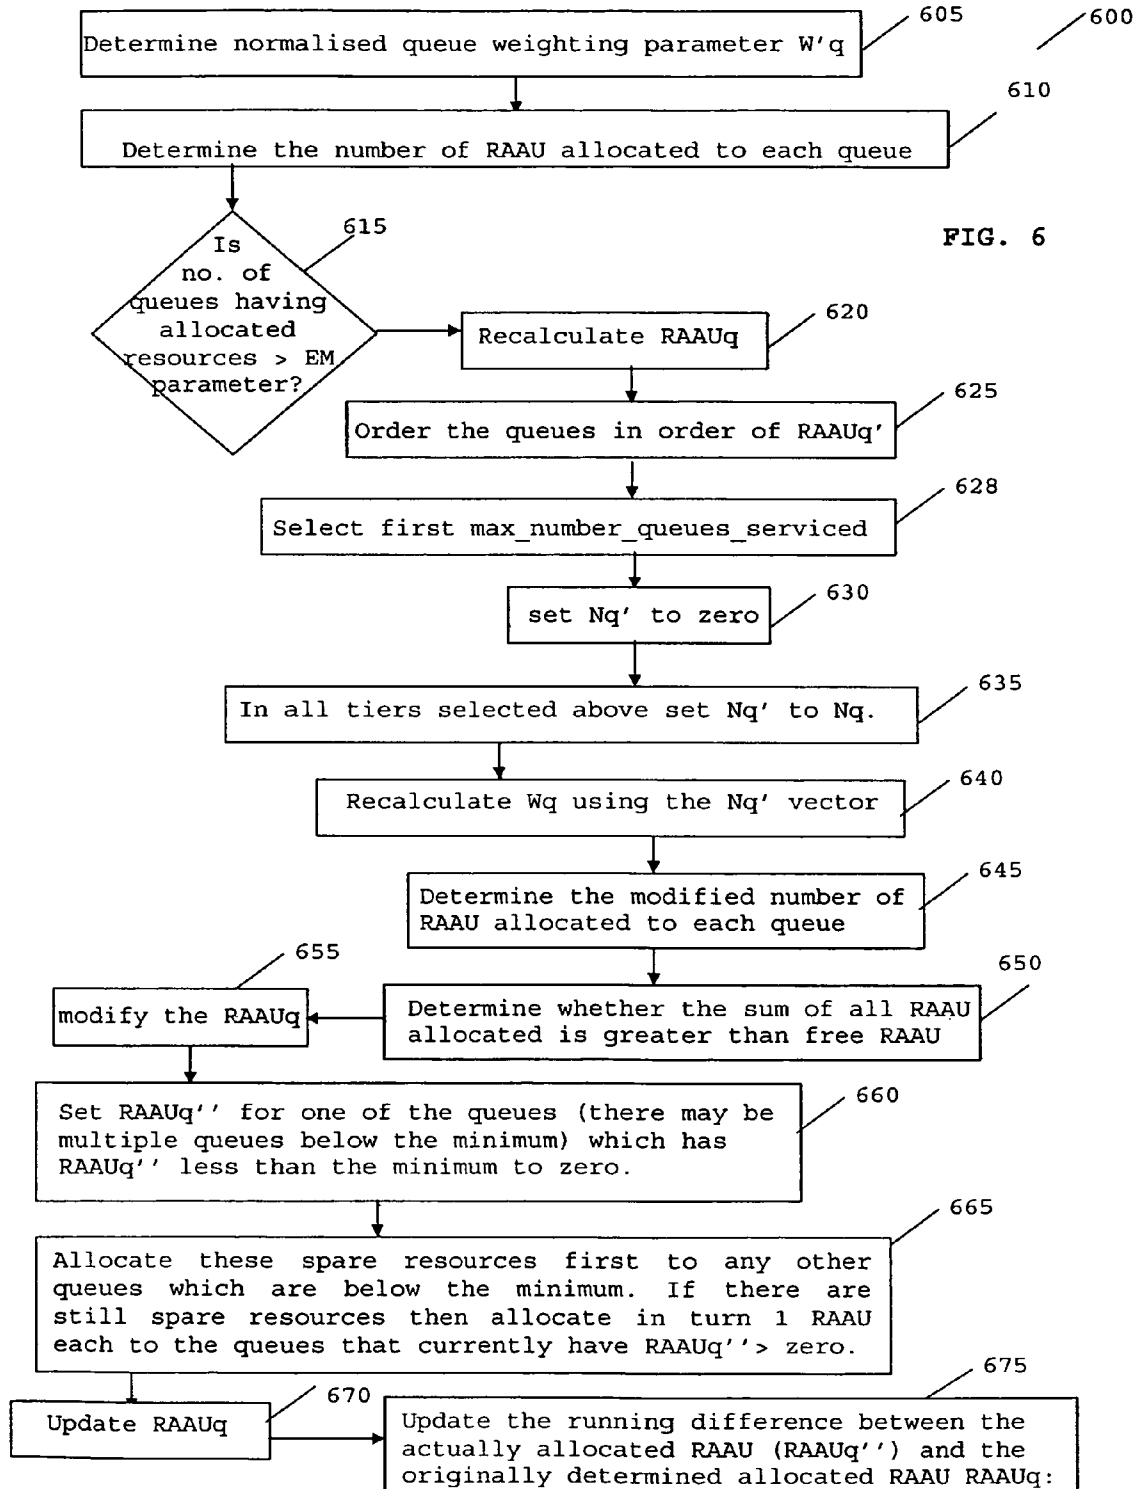 605
600
Determine normalised queue weighting parameter W'q
610
Determine the number of RAAU allocated to each queue
615
FIG. 6
Is
no. of
queues having
allocated
resources > EM
parameter?
620
Recalculate RAAUq
625
Order the queues in order of RAAUq'
628
Select first max_number_queues_serviced
630
set Nq' to zero
635
In all tiers selected above set Nq' to Nq.
640
Recalculate Wq using the Nq' vector
645
Determine the modified number of
RAAU allocated to each queue
655
650
modify the RAAUq
Determine whether the sum of all RAAU
allocated is greater than free RAAU
660
Set RAAUq'' for one of the queues (there may be
multiple queues below the minimum) which has
RAAUq'' less than the minimum to zero.
665
Allocate these spare resources first to any other
queues which are below the minimum. If there are
still spare resources then allocate in turn 1 RAAU
each to the queues that currently have RAAUq''> zero.
670
675
Update RAAUq
Update the running difference between the
actually allocated RAAU (RAAUq'') and the
originally determined allocated RAAU RAAUq: